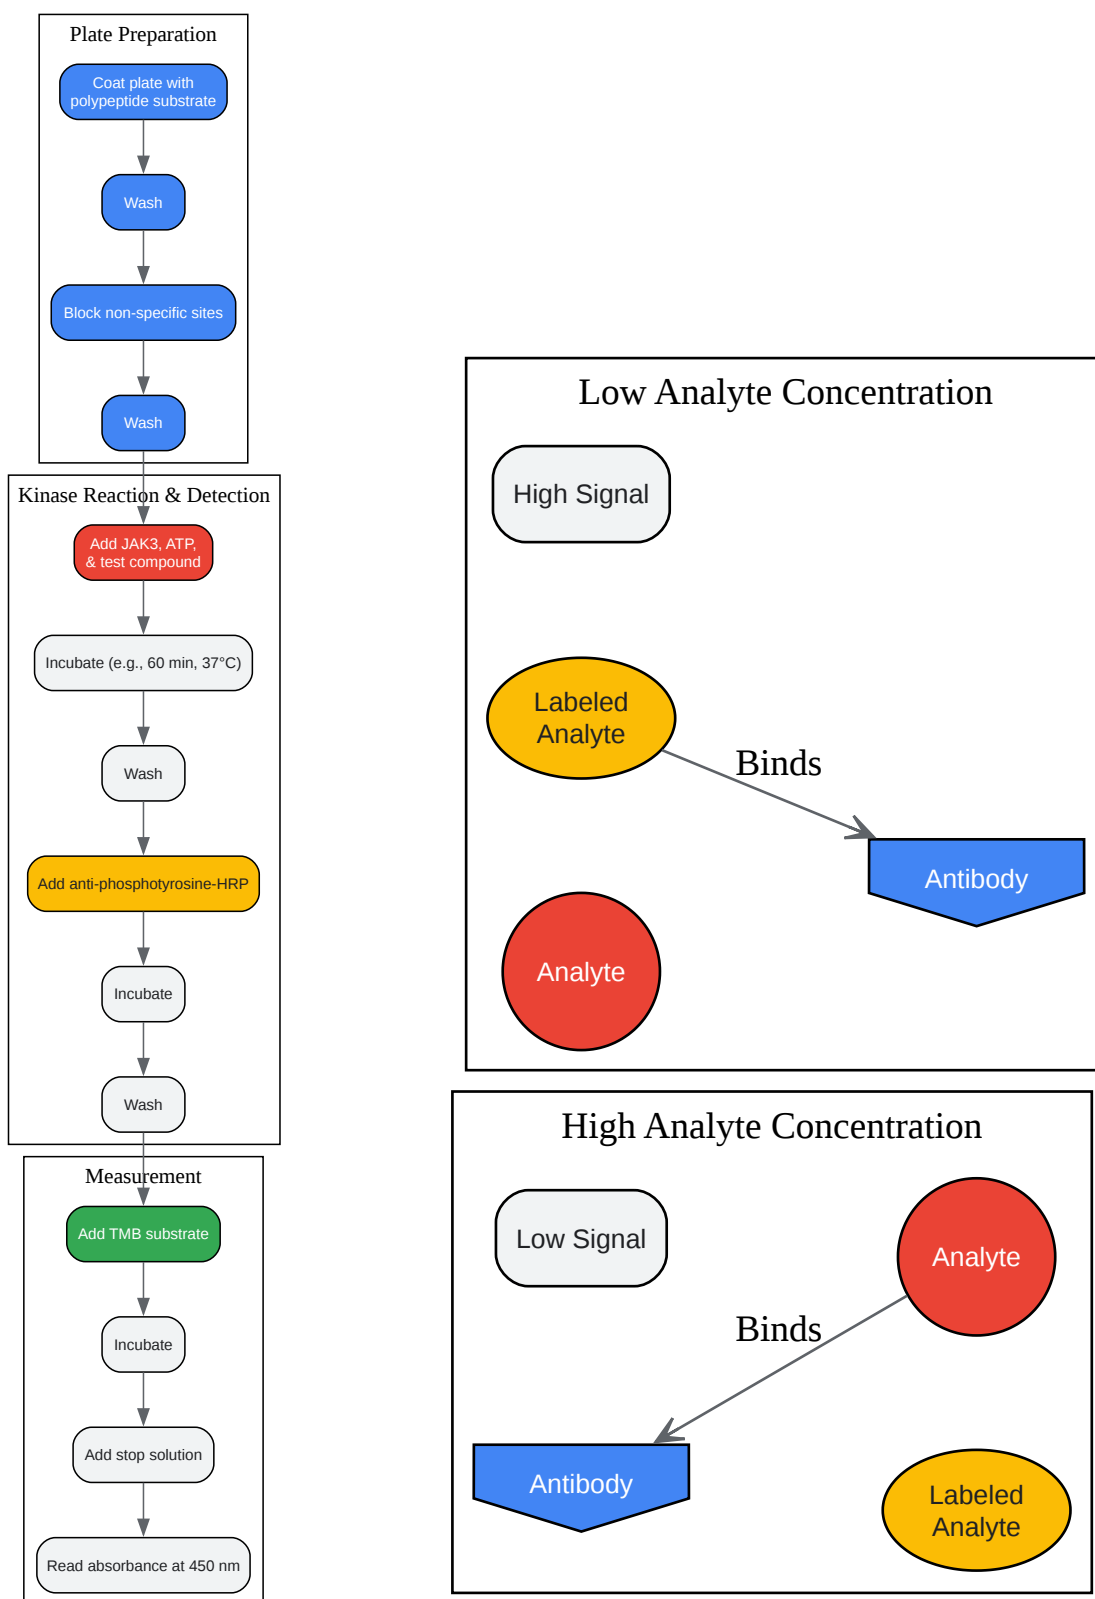 Plate Preparation
Coat plate with
polypeptide substrate
Wash
Block non-specific sites
Wash
Kinase Reaction & Detection
Add JAK3, ATP,
& test compound
Incubate (e.g., 60 min, 37°C)
Wash
Add anti-phosphotyrosine-HRP
Incubate
Wash
Measurement
Add TMB substrate
Incubate
Add stop solution
Read absorbance at 450 nm
Low Analyte Concentration
High Signal
Labeled
Analyte
Binds
Antibody
Analyte
High Analyte Concentration
Low Signal
Analyte
Binds
Antibody
Labeled
Analyte